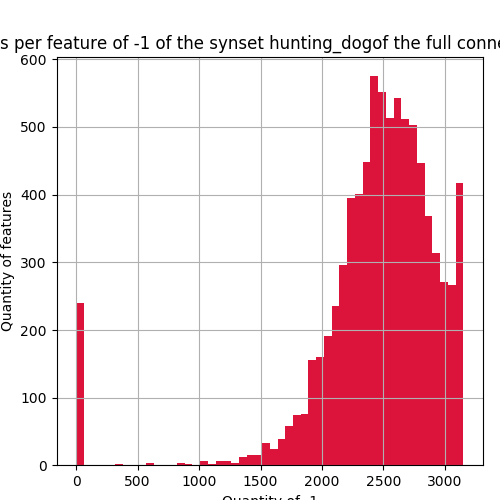 s per feature of -1 of the synset hunting_dogof the full conne
600
500
400
300
200
100
0
Quantity of features
0 500 1000 1500 2000 2500 3000
Quantity of -1